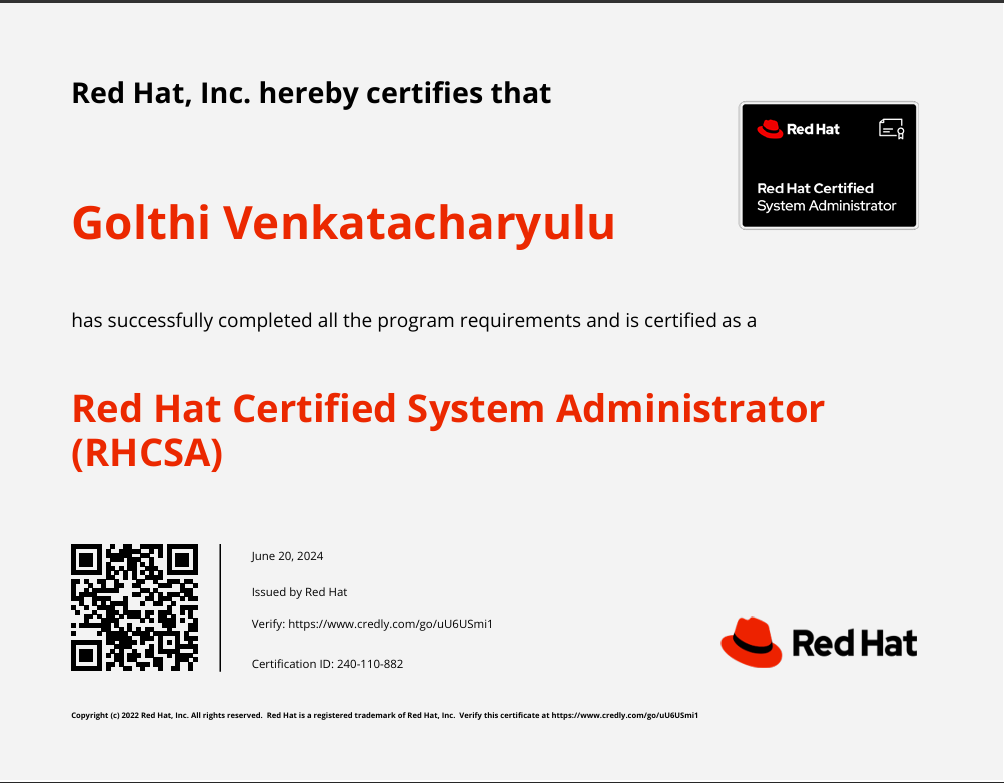 Red Hat, Inc. hereby certifies that
Red Hat
Red Hat Certified
System Administrator
Golthi Venkatacharyulu
has successfully completed all the program requirements and is certified as a
Red Hat Certified System Administrator
(RHCSA)
June 20, 2024
Issued by Red Hat
Verify: https://www.credly.com/go/uU6USmi1
Certification ID: 240-110-882
Red Hat
Copyright (c) 2022 Red Hat, Inc. All rights reserved.  Red Hat is a registered trademark of Red Hat, Inc.  Verify this certificate at https://www.credly.com/go/uU6USmi1